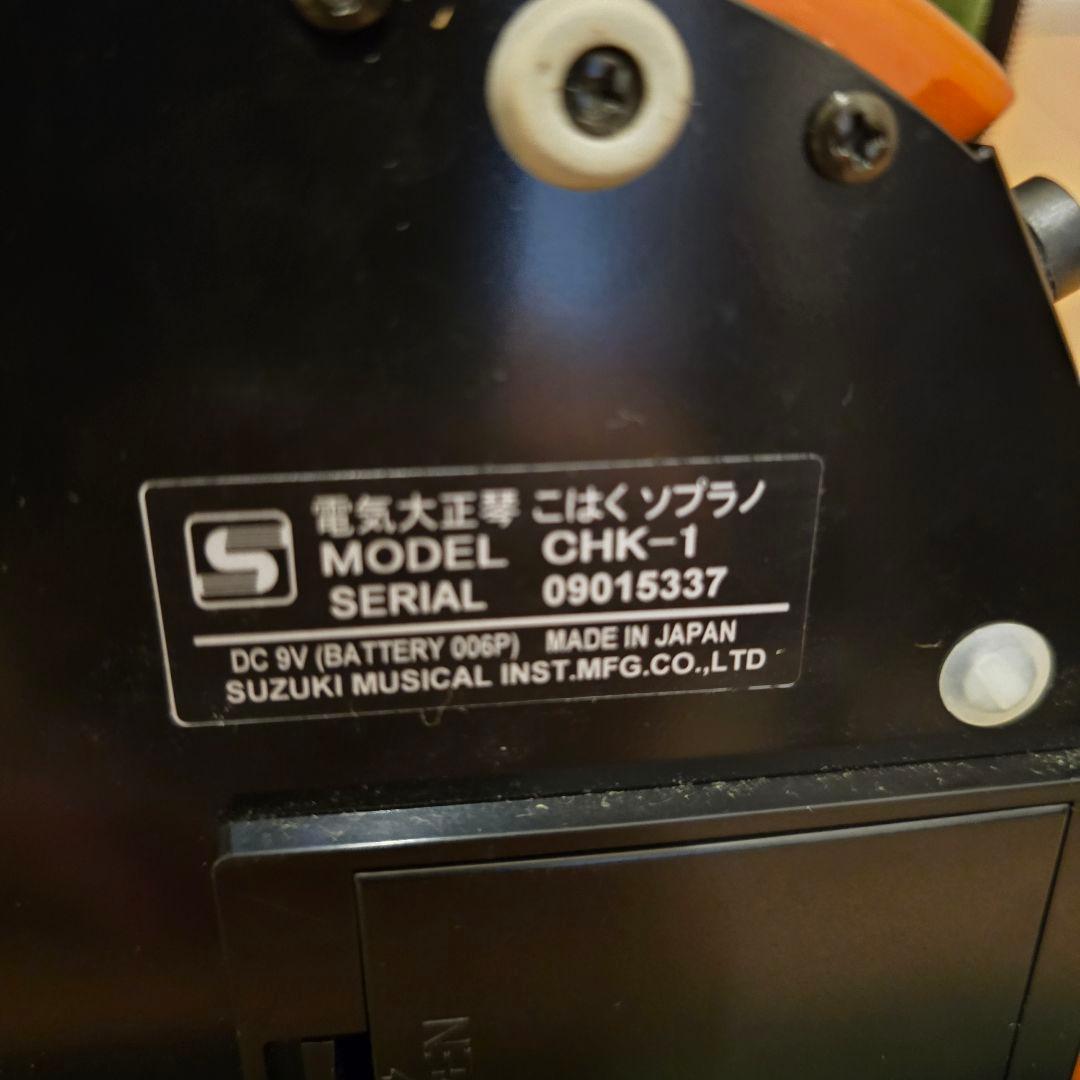 電気大正琴 こはく ソプラノ
MODEL CHK-1
SERIAL 09015337
DC 9V (BATTERY 006P) MADE IN JAPAN
SUZUKI MUSICAL INST.MFG.CO.,LTD